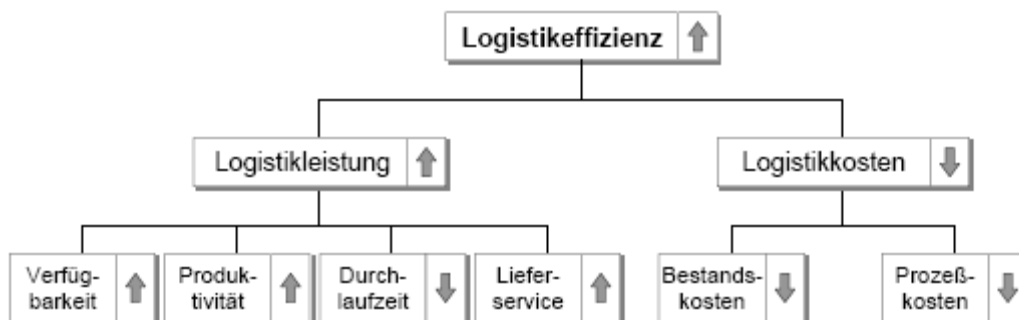 Logistikeffizienz
Logistikleistung
Logistikkosten
Verfüg-
barkeit
Produk-
tivität
Durch-
laufzeit
Liefer-
service
Bestands-
kosten
Prozeß-
kosten